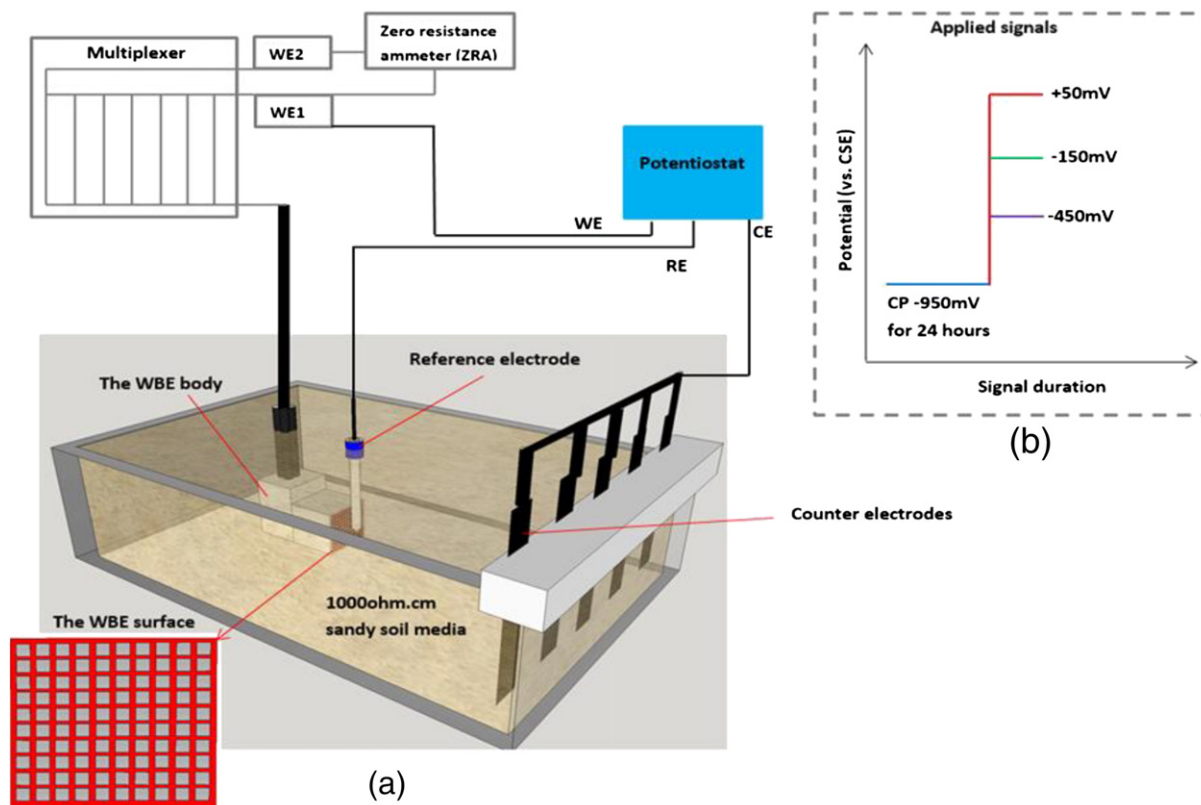 Multiplexer
WE2
Zero resistance
ammeter (ZRA)
WE1
Potentiostat
WE
RE
CE
Reference electrode
The WBE body
Counter electrodes
1000ohm.cm
sandy soil media
The WBE surface
(a)
Applied signals
Potential (vs. CSE)
+50mV
-150mV
-450mV
CP -950mV
for 24 hours
Signal duration
(b)